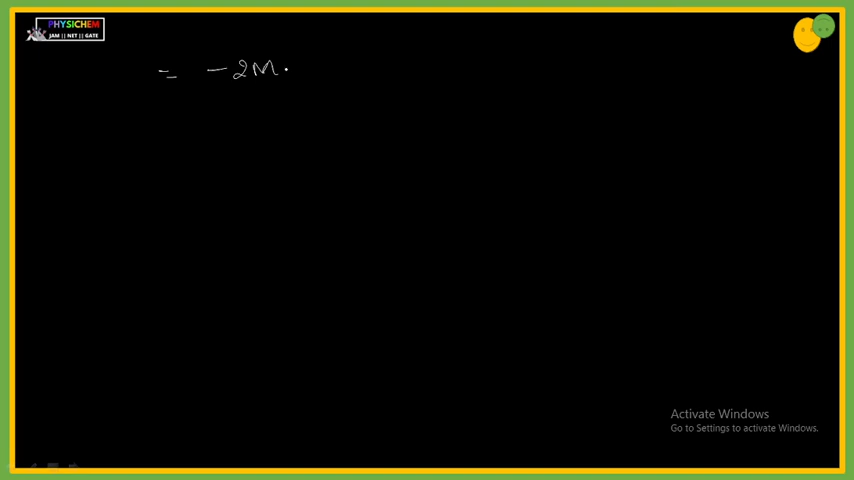 PHYSICHEM
JAM || NET || GATE
= - 2M.
Activate Windows
Go to Settings to activate Windows.